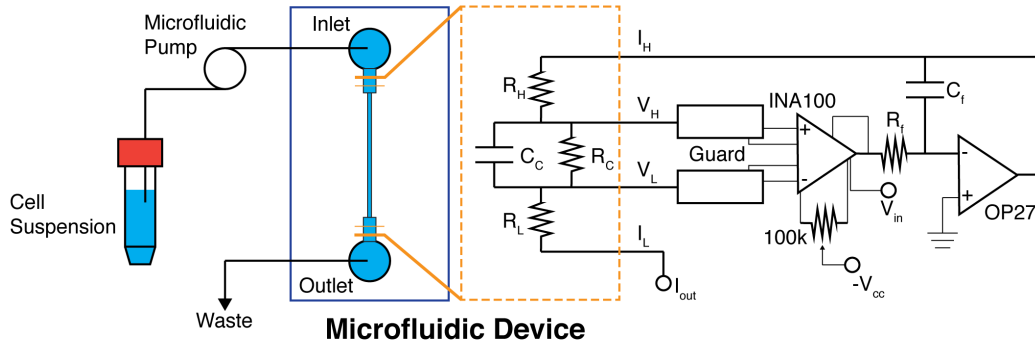 Microfluidic
Pump
Inlet
Cell
Suspension
Outlet
Waste
Microfluidic Device
I_H
R_H
V_H
C_C
R_C
V_L
R_L
I_L
I_out
Guard
INA100
+
-
R_f
C_f
-
+
OP27
V_in
100k
-V_cc